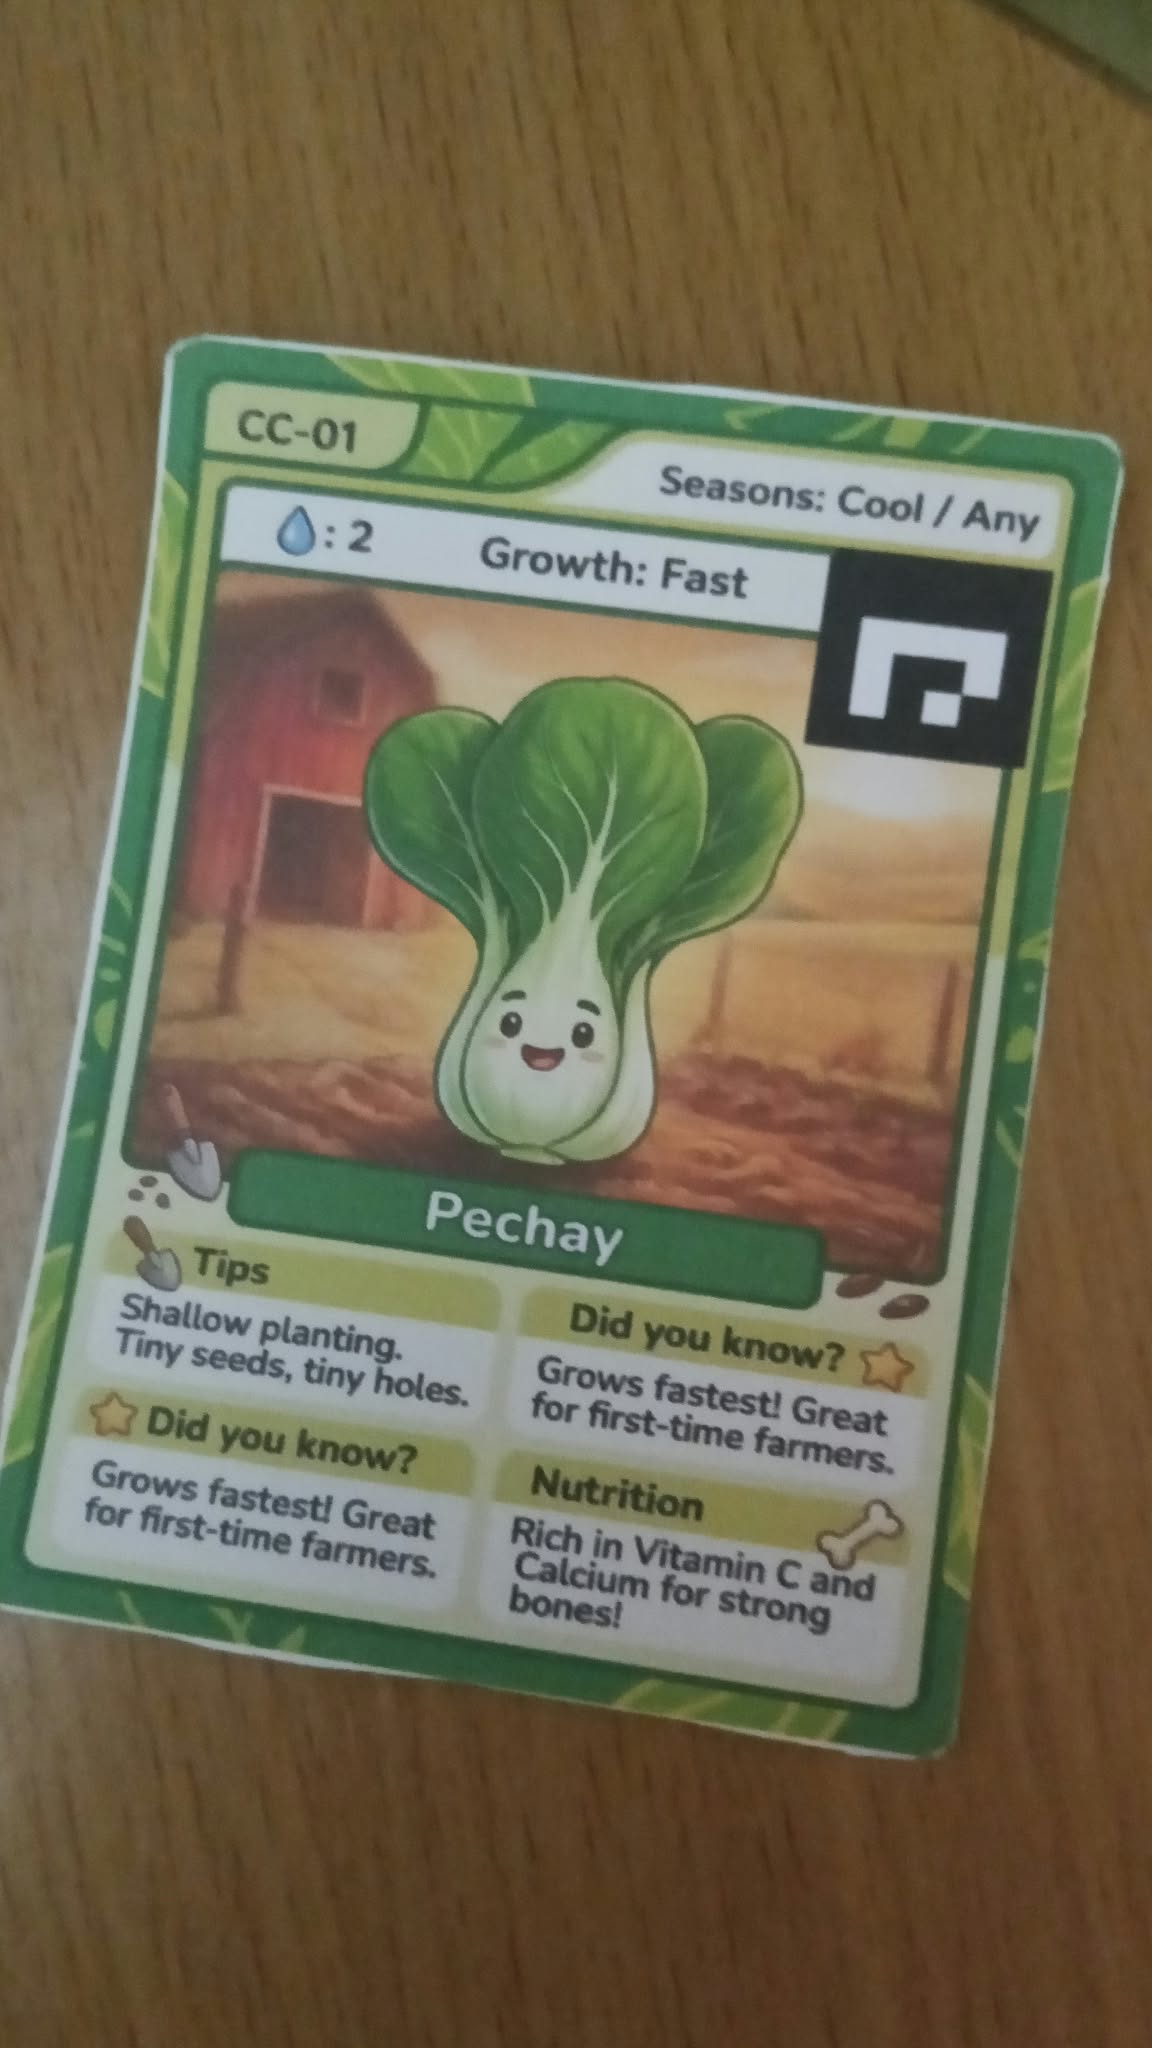 CC-01
Seasons: Cool / Any
: 2
Growth: Fast
Pechay
Tips
Shallow planting.
Tiny seeds, tiny holes.
Did you know?
Grows fastest! Great
for first-time farmers.
Did you know?
Grows fastest! Great
for first-time farmers.
Nutrition
Rich in Vitamin C and
Calcium for strong
bones!